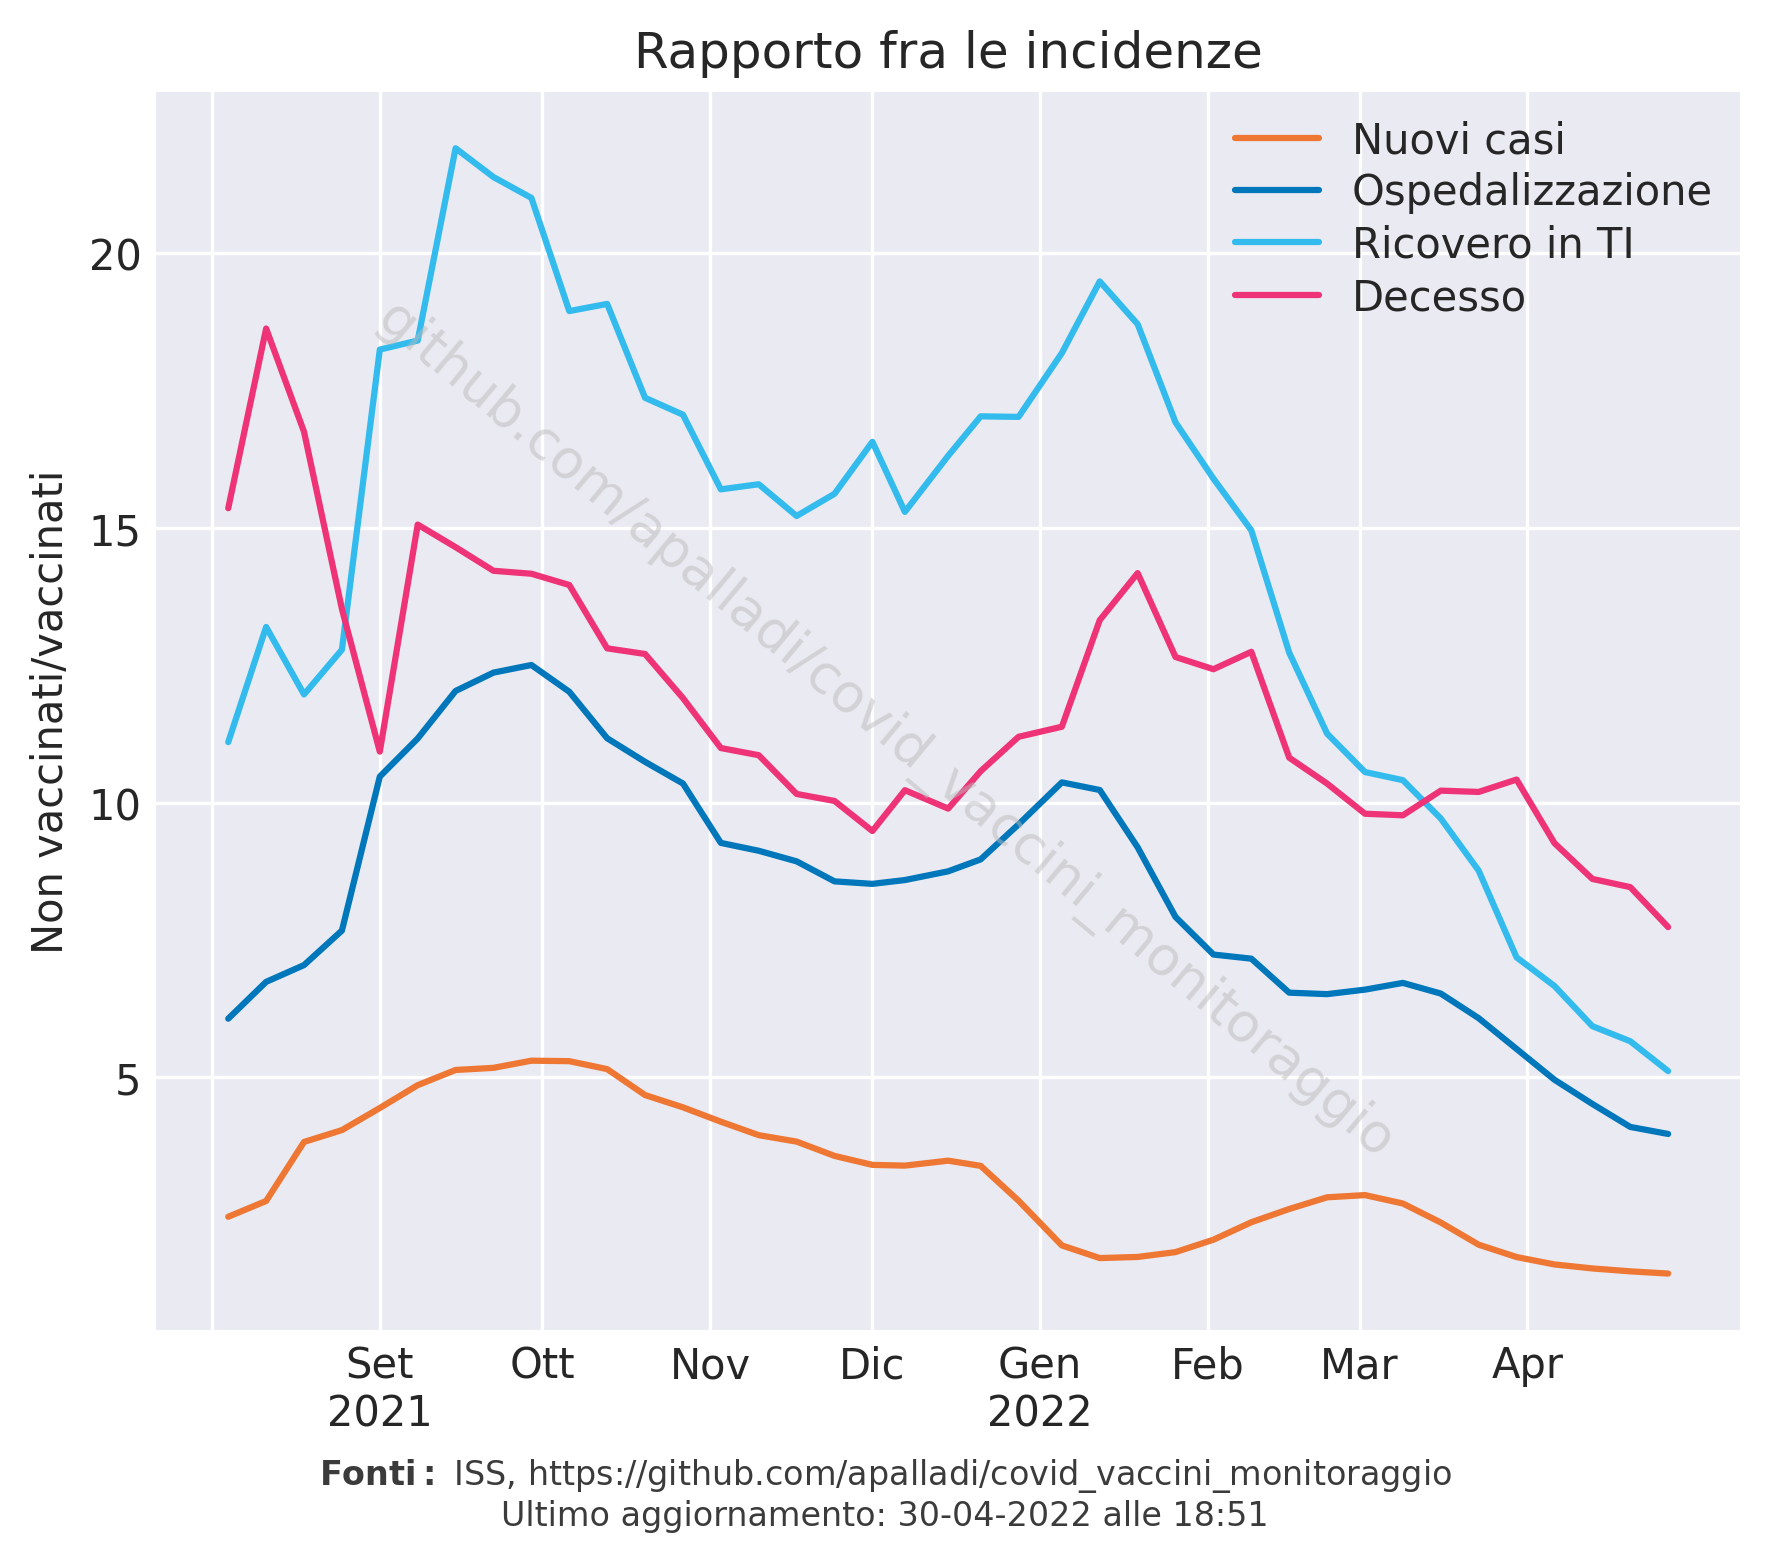 Rapporto fra le incidenze
Nuovi casi
Ospedalizzazione
Ricovero in TI
Decesso
Non vaccinati/vaccinati
20
15
10
5
github.com/apalladi/covid_vaccini_monitoraggio
Set Ott Nov Dic Gen Feb Mar Apr
2021 2022
Fonti: ISS, https://github.com/apalladi/covid_vaccini_monitoraggio
Ultimo aggiornamento: 30-04-2022 alle 18:51